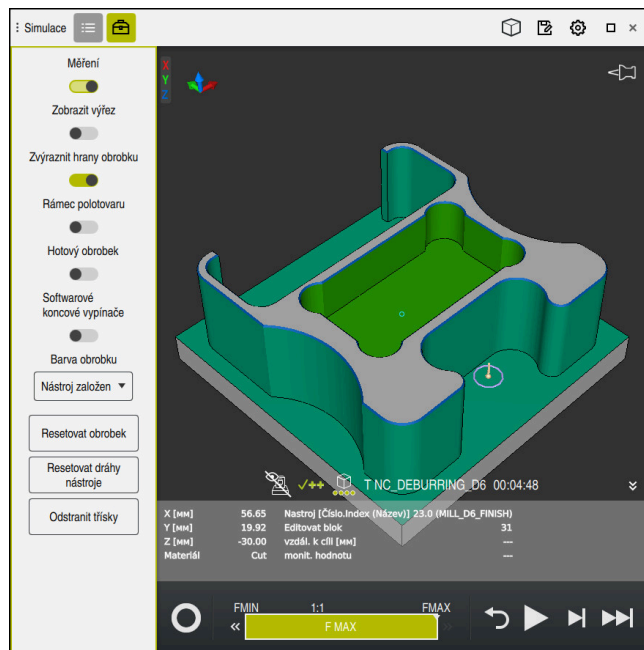 Simulace
Měření
Zobrazit výřez
Zvýraznit hrany obrobku
Rámec polotovaru
Hotový obrobek
Softwarové
koncové vypínače
Barva obrobku
Nástroj založen
Resetovat obrobek
Resetovat dráhy
nástroje
Odstranit třísky
X
Y
Z
T NC_DEBURRING_D6 00:04:48
X [мм] 56.65 Nastroj [Číslo.Index (Název)] 23.0 (MILL_D6_FINISH)
Y [мм] 19.92 Editovat blok 31
Z [мм] -30.00 vzdál. k cíli [мм] ---
Materiál Cut monit. hodnotu ---
FMIN 1:1 FMAX
F MAX